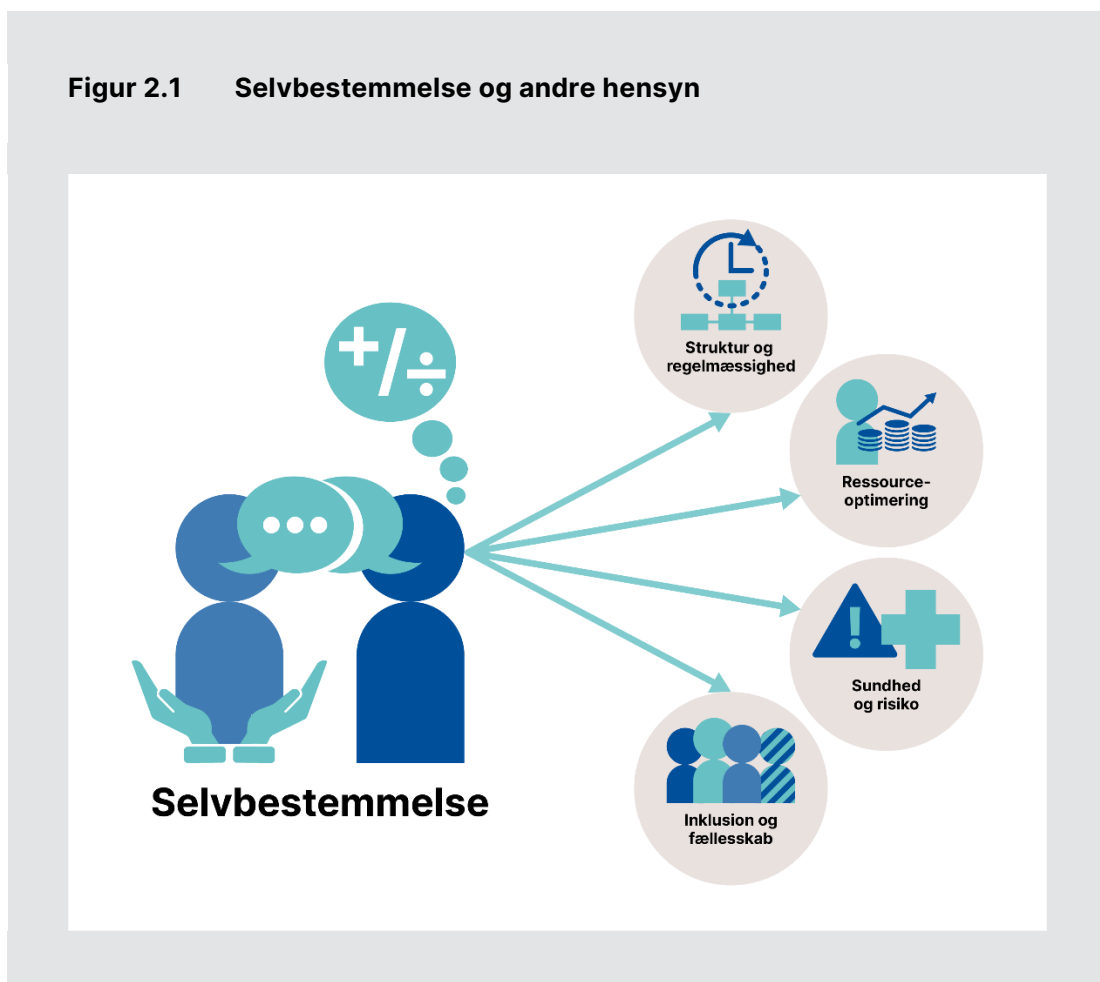 Figur 2.1 Selvbestemmelse og andre hensyn
+/÷
Struktur og
regelmæssighed
Ressource-
optimering
Sundhed
og risiko
Inklusion og
fællesskab
Selvbestemmelse